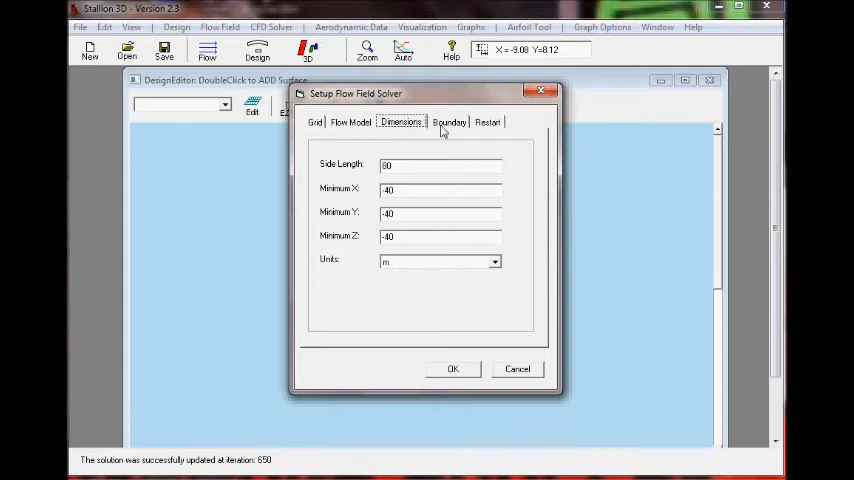 Stallion 3D - Version 2.3
File Edit View Design Flow Field CFD Solver Aerodynamic Data Visualization Graphs Airfoil Tool Graph Options Window Help
New Open Save Flow Design 3D Zoom Auto Help X = -9.08 Y=8.12
DesignEditor: DoubleClick to ADD Surface
Edit
Setup Flow Field Solver
Grid Flow Model Dimensions Boundary Restart
Side Length: 80
Minimum X: -40
Minimum Y: -40
Minimum Z: -40
Units: m
OK Cancel
The solution was successfully updated at iteration: 650